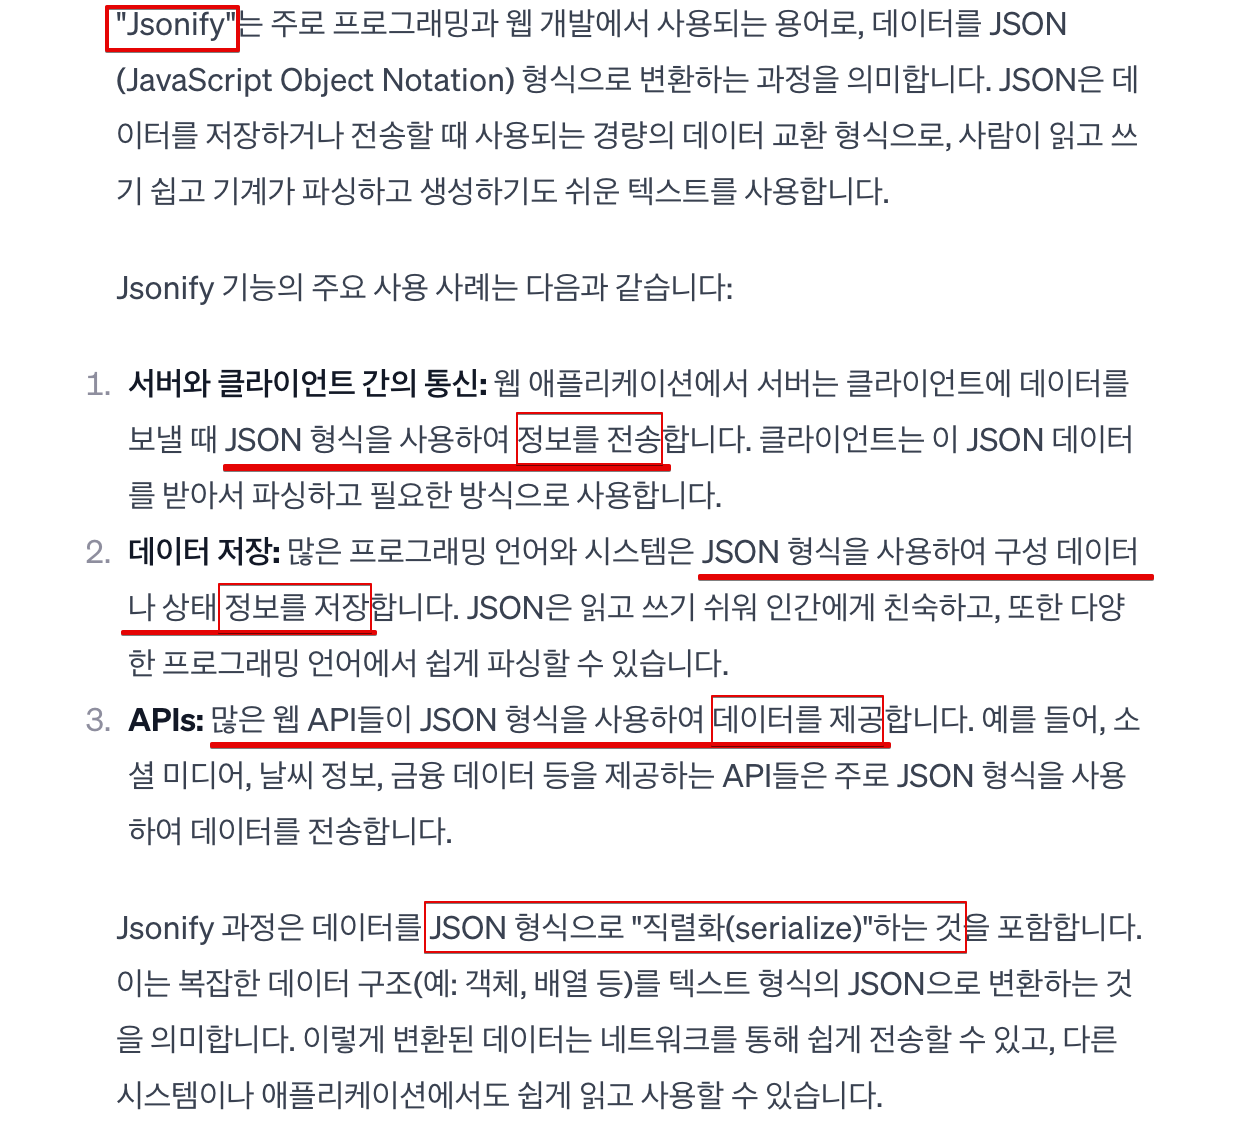 "Jsonify"는 주로 프로그래밍과 웹 개발에서 사용되는 용어로, 데이터를 JSON
(JavaScript Object Notation) 형식으로 변환하는 과정을 의미합니다. JSON은 데
이터를 저장하거나 전송할 때 사용되는 경량의 데이터 교환 형식으로, 사람이 읽고 쓰
기 쉽고 기계가 파싱하고 생성하기도 쉬운 텍스트를 사용합니다.
Jsonify 기능의 주요 사용 사례는 다음과 같습니다:
1. 서버와 클라이언트 간의 통신: 웹 애플리케이션에서 서버는 클라이언트에 데이터를
보낼 때 JSON 형식을 사용하여 정보를 전송합니다. 클라이언트는 이 JSON 데이터
를 받아서 파싱하고 필요한 방식으로 사용합니다.
2. 데이터 저장: 많은 프로그래밍 언어와 시스템은 JSON 형식을 사용하여 구성 데이터
나 상태 정보를 저장합니다. JSON은 읽고 쓰기 쉬워 인간에게 친숙하고, 또한 다양
한 프로그래밍 언어에서 쉽게 파싱할 수 있습니다.
3. APIs: 많은 웹 API들이 JSON 형식을 사용하여 데이터를 제공합니다. 예를 들어, 소
셜 미디어, 날씨 정보, 금융 데이터 등을 제공하는 API들은 주로 JSON 형식을 사용
하여 데이터를 전송합니다.
Jsonify 과정은 데이터를 JSON 형식으로 "직렬화(serialize)"하는 것을 포함합니다.
이는 복잡한 데이터 구조(예: 객체, 배열 등)를 텍스트 형식의 JSON으로 변환하는 것
을 의미합니다. 이렇게 변환된 데이터는 네트워크를 통해 쉽게 전송할 수 있고, 다른
시스템이나 애플리케이션에서도 쉽게 읽고 사용할 수 있습니다.